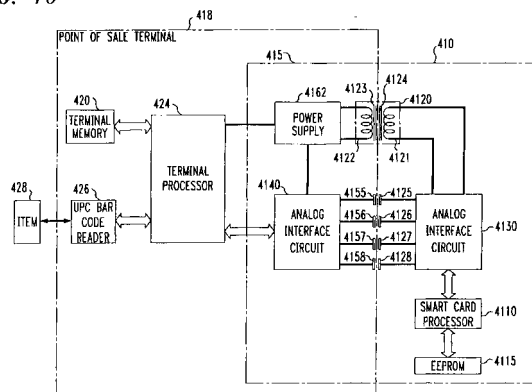 418
POINT OF SALE TERMINAL
415
410
420
TERMINAL
MEMORY
424
TERMINAL
PROCESSOR
4162
POWER
SUPPLY
4123
4124
4120
4122
4121
428
ITEM
426
UPC BAR
CODE
READER
4140
ANALOG
INTERFACE
CIRCUIT
4155
4125
4156
4126
4157
4127
4158
4128
ANALOG
INTERFACE
CIRCUIT
4130
SMART CARD
PROCESSOR
4110
EEPROM
4115